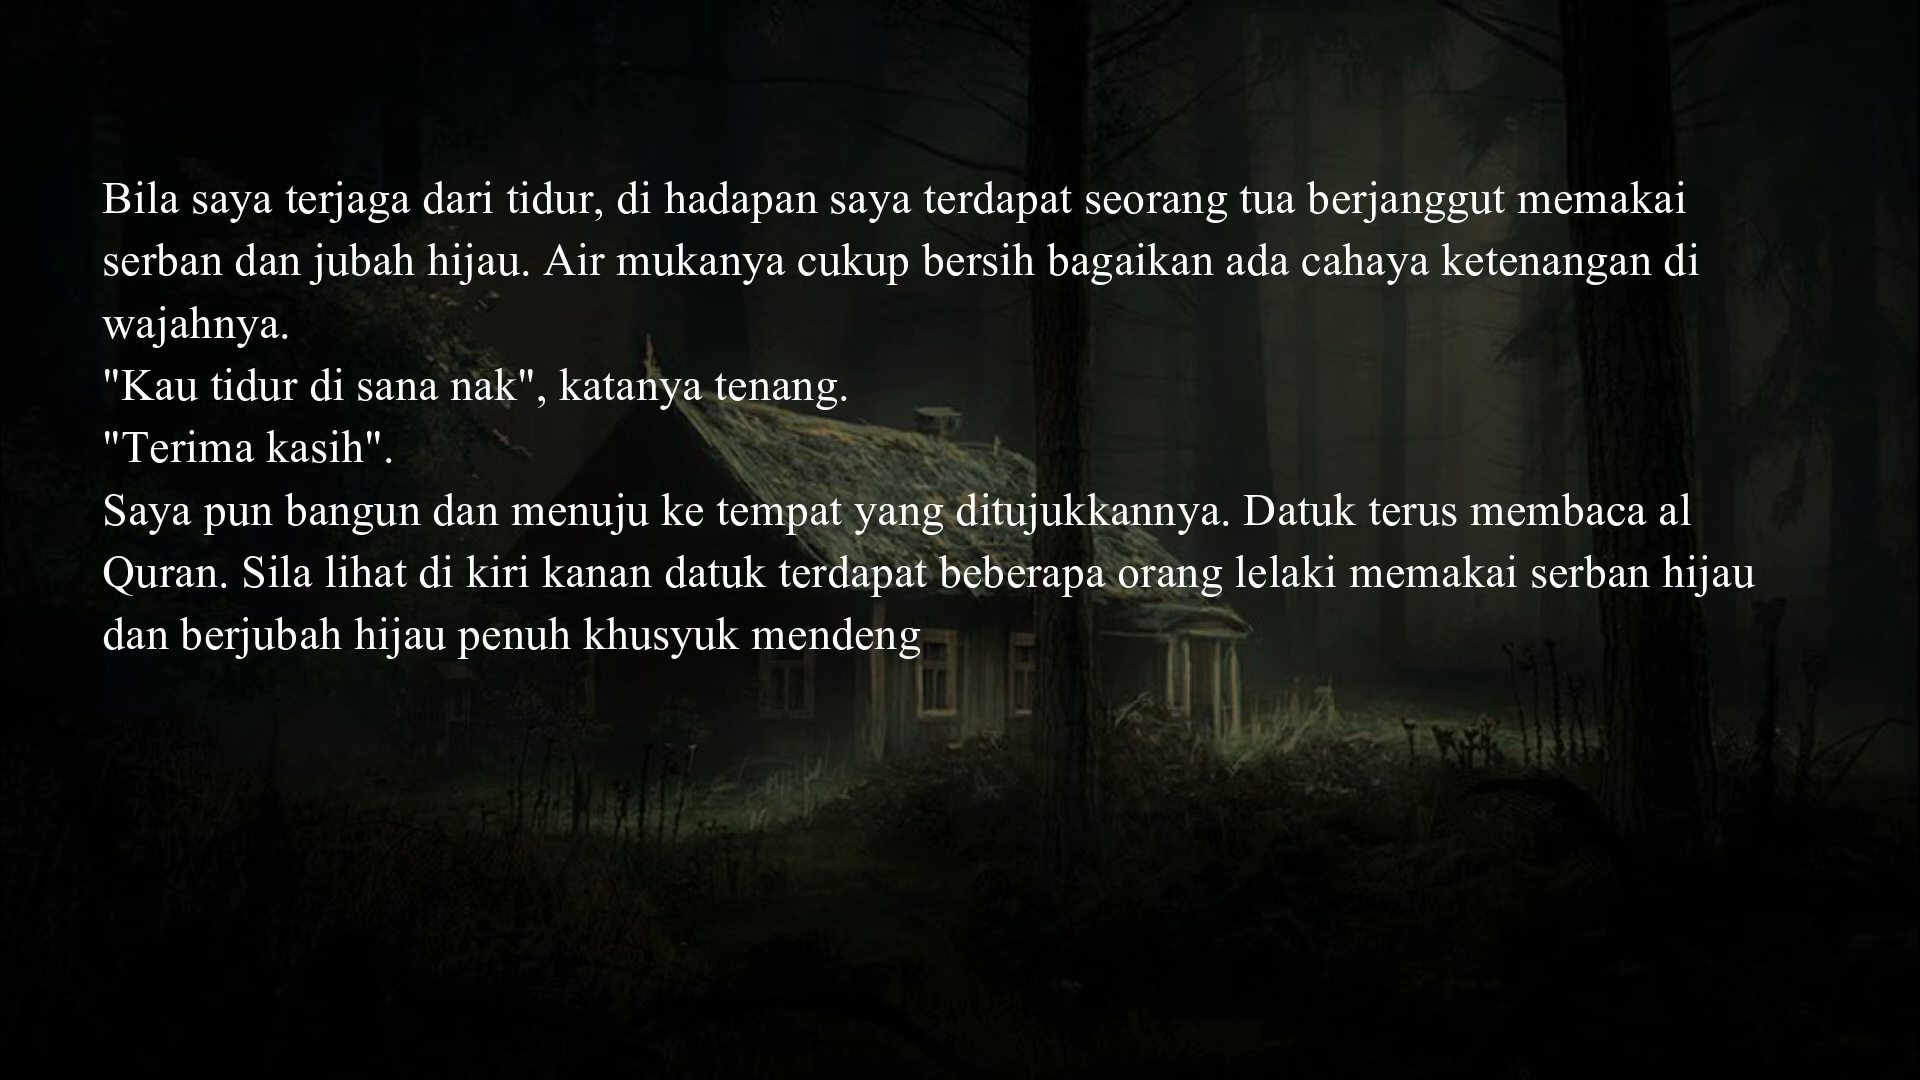 Bila saya terjaga dari tidur, di hadapan saya terdapat seorang tua berjanggut memakai
serban dan jubah hijau. Air mukanya cukup bersih bagaikan ada cahaya ketenangan di
wajahnya.
"Kau tidur di sana nak", katanya tenang.
"Terima kasih".
Saya pun bangun dan menuju ke tempat yang ditujukkannya. Datuk terus membaca al
Quran. Sila lihat di kiri kanan datuk terdapat beberapa orang lelaki memakai serban hijau
dan berjubah hijau penuh khusyuk mendeng